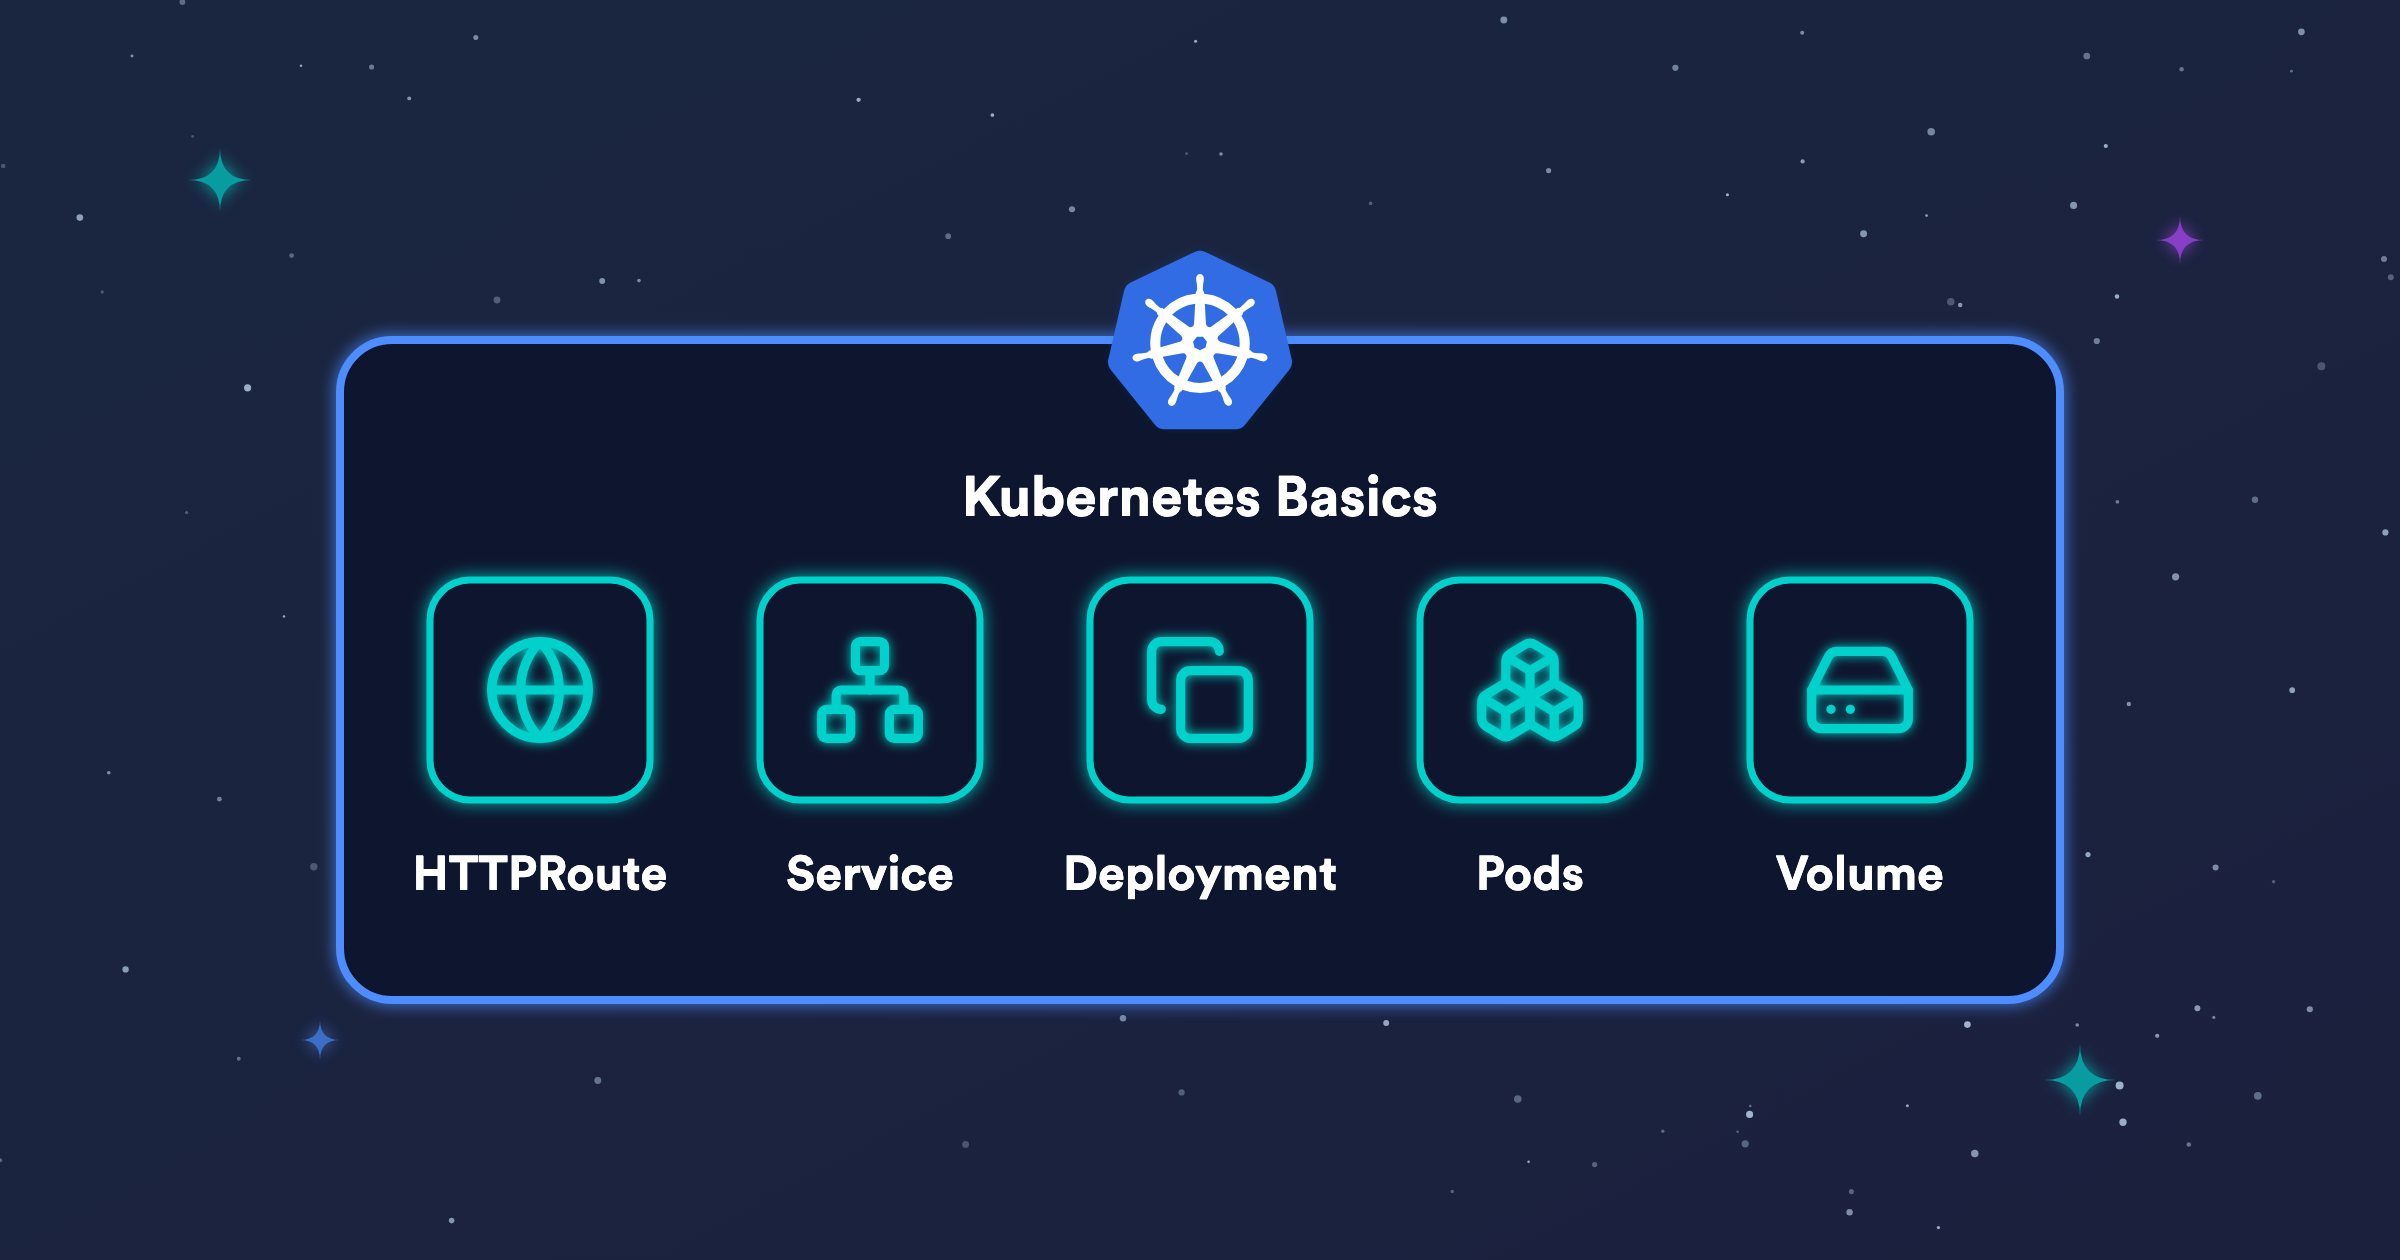 Kubernetes Basics
HTTPRoute
Service
Deployment
Pods
Volume